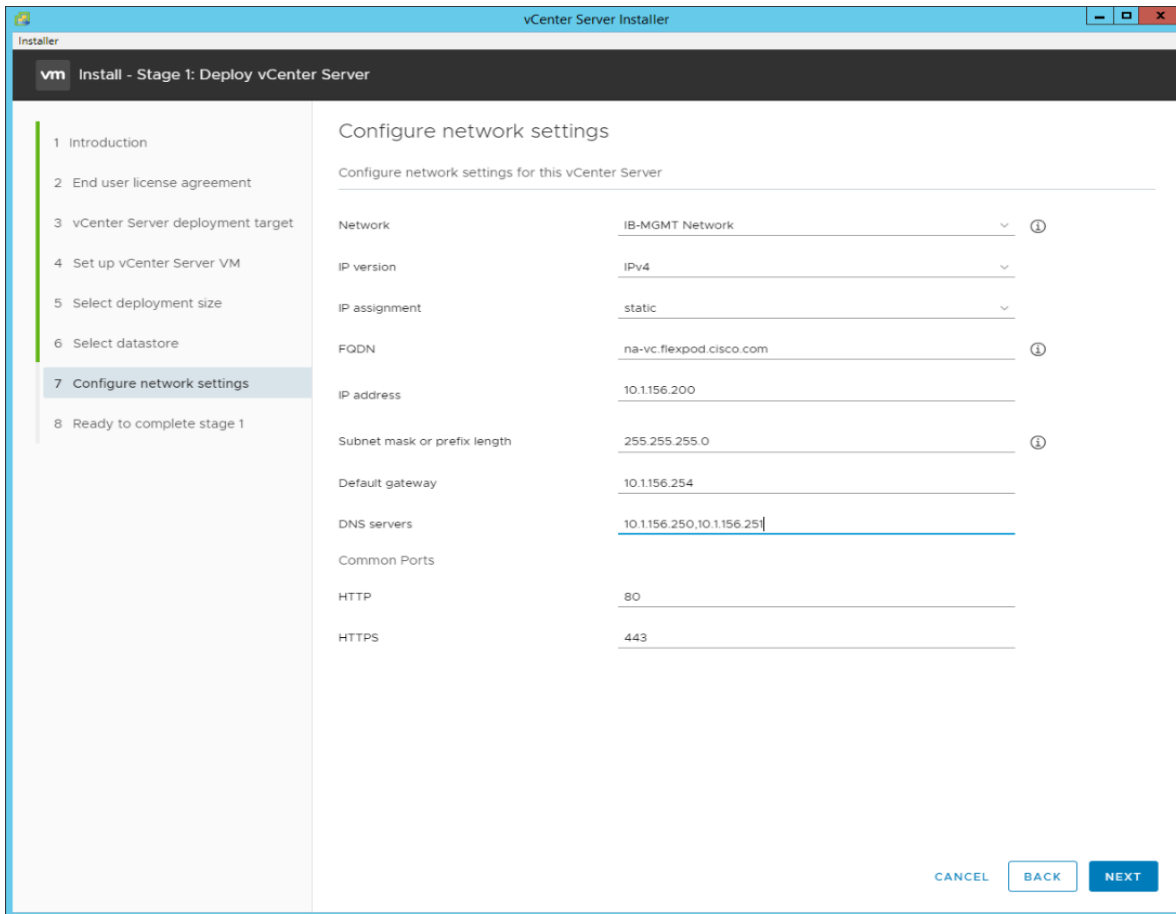 vCenter Server Installer
Installer
vm Install - Stage 1: Deploy vCenter Server
1 Introduction
2 End user license agreement
3 vCenter Server deployment target
4 Set up vCenter Server VM
5 Select deployment size
6 Select datastore
7 Configure network settings
8 Ready to complete stage 1
Configure network settings
Configure network settings for this vCenter Server
Network IB-MGMT Network
IP version IPv4
IP assignment static
FQDN na-vc.flexpod.cisco.com
IP address 10.1.156.200
Subnet mask or prefix length 255.255.255.0
Default gateway 10.1.156.254
DNS servers 10.1.156.250,10.1.156.251
Common Ports
HTTP 80
HTTPS 443
CANCEL BACK NEXT